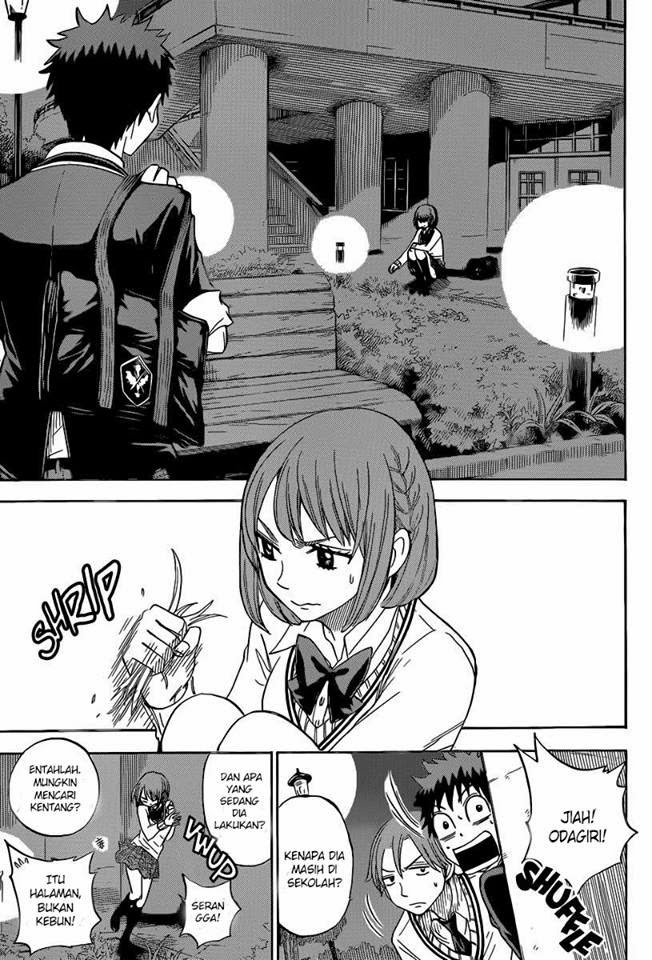 SHRIP
JIAH!
ODAGIRI!
SHUFFLE
KENAPA DIA
MASIH DI
SEKOLAH?
DAN APA
YANG
SEDANG
DIA
LAKUKAN?
SERAN
GGA!
VWUP
ENTAHLAH.
MUNGKIN
MENCARI
KENTANG?
ITU
HALAMAN,
BUKAN
KEBUN!